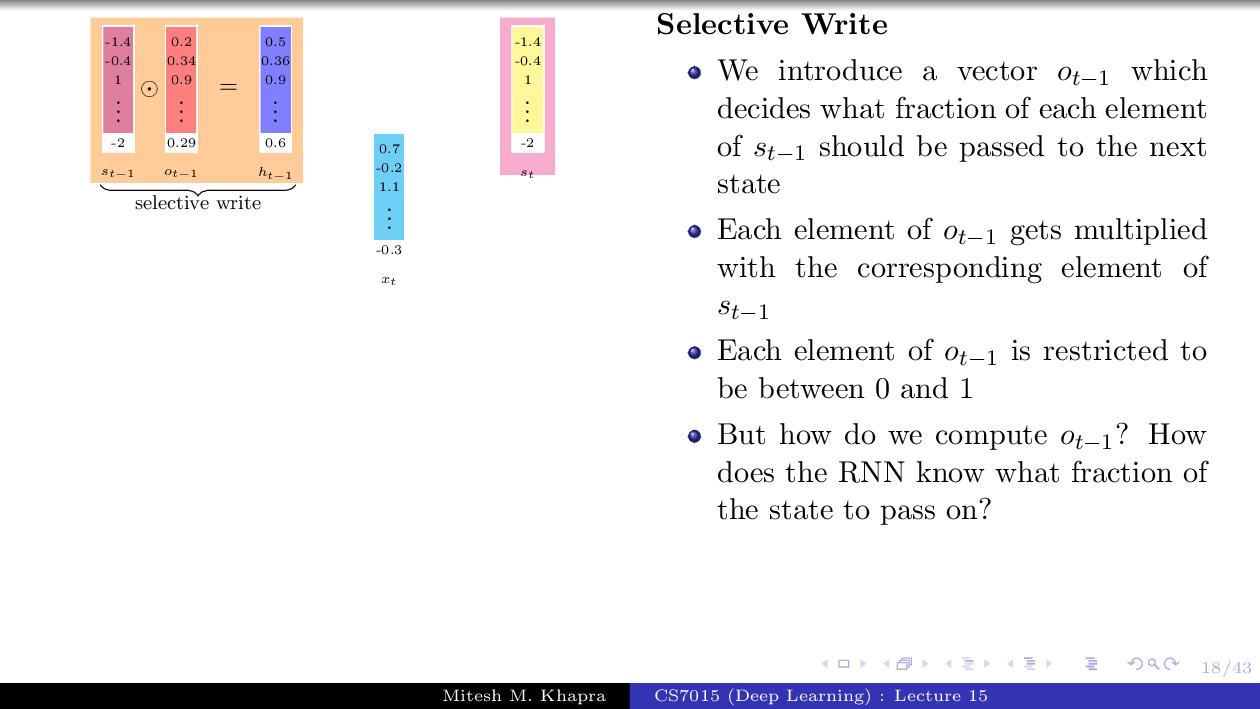 -1.4
-0.4
1
⋮
-2
s_{t−1}
⊙
0.2
0.34
0.9
⋮
0.29
o_{t−1}
=
0.5
0.36
0.9
⋮
0.6
h_{t−1}
selective write
0.7
-0.2
1.1
⋮
-0.3
x_t
-1.4
-0.4
1
⋮
-2
s_t
Selective Write
We introduce a vector o_{t−1} which
decides what fraction of each element
of s_{t−1} should be passed to the next
state
Each element of o_{t−1} gets multiplied
with the corresponding element of
s_{t−1}
Each element of o_{t−1} is restricted to
be between 0 and 1
But how do we compute o_{t−1}? How
does the RNN know what fraction of
the state to pass on?
18/43
Mitesh M. Khapra
CS7015 (Deep Learning) : Lecture 15